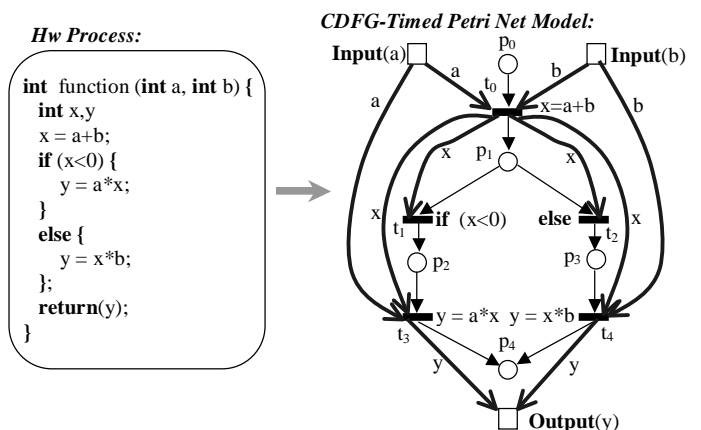 Hw Process:
int function (int a, int b) {
int x,y
x = a+b;
if (x<0) {
y = a*x;
}
else {
y = x*b;
};
return(y);
}
CDFG-Timed Petri Net Model:
Input(a)
p0
Input(b)
a
b
a
t0
b
x=a+b
x
p1
x
x
if (x<0)
else
x
t1
t2
p2
p3
y = a*x
y = x*b
t3
p4
t4
y
y
Output(y)